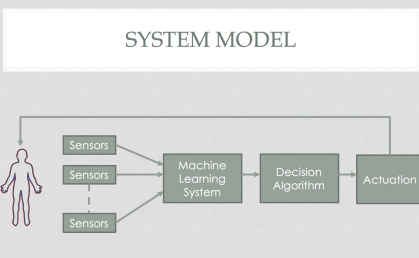 SYSTEM MODEL
Sensors
Sensors
Sensors
Machine
Learning
System
Decision
Algorithm
Actuation